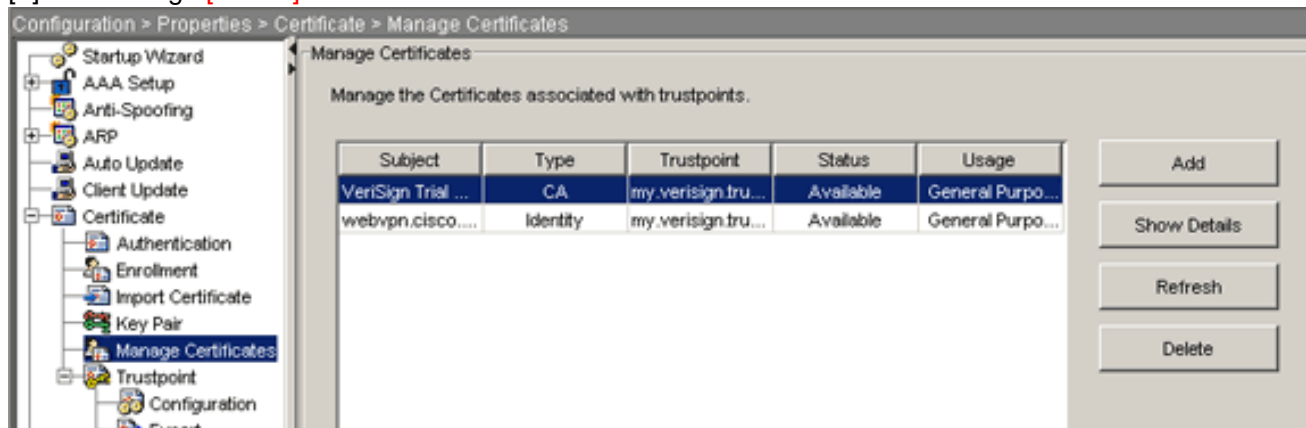 Configuration > Properties > Certificate > Manage Certificates
Startup Wizard
AAA Setup
Anti-Spoofing
ARP
Auto Update
Client Update
Certificate
Authentication
Enrollment
Import Certificate
Key Pair
Manage Certificates
Trustpoint
Configuration
Manage Certificates
Manage the Certificates associated with trustpoints.
Subject Type Trustpoint Status Usage
VeriSign Trial ... CA my.verisign.tru... Available General Purpo...
webvpn.cisco.... Identity my.verisign.tru... Available General Purpo...
Add
Show Details
Refresh
Delete